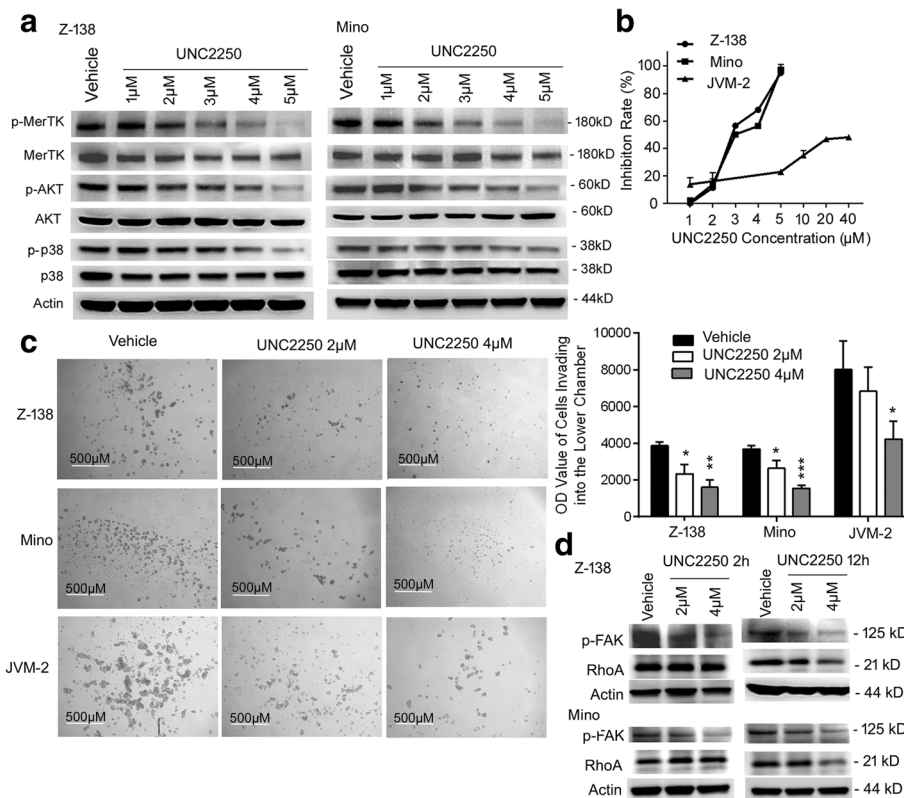 a
Z-138
Mino
UNC2250
UNC2250
Vehicle
1µM
2µM
3µM
4µM
5µM
Vehicle
1µM
2µM
3µM
4µM
5µM
p-MerTK
- 180kD
MerTK
- 180kD
p-AKT
- 60kD
AKT
- 60kD
p-p38
- 38kD
p38
- 38kD
Actin
- 44kD
b
Z-138
Mino
JVM-2
Inhibiton Rate (%)
100
80
60
40
20
0
1 2 3 4 5 10 20 40
UNC2250 Concentration (µM)
c
Vehicle
UNC2250 2µM
UNC2250 4µM
Z-138
500µM
500µM
500µM
Mino
500µM
500µM
500µM
JVM-2
500µM
500µM
500µM
OD Value of Cells Invading
into the Lower Chamber
10000
8000
6000
4000
2000
0
Vehicle
UNC2250 2µM
UNC2250 4µM
*
**
*
***
*
Z-138
Mino
JVM-2
d
Z-138
UNC2250 2h
UNC2250 12h
Vehicle
2µM
4µM
Vehicle
2µM
4µM
p-FAK
- 125 kD
RhoA
- 21 kD
Actin
- 44 kD
Mino
p-FAK
- 125 kD
RhoA
- 21 kD
Actin
- 44 kD